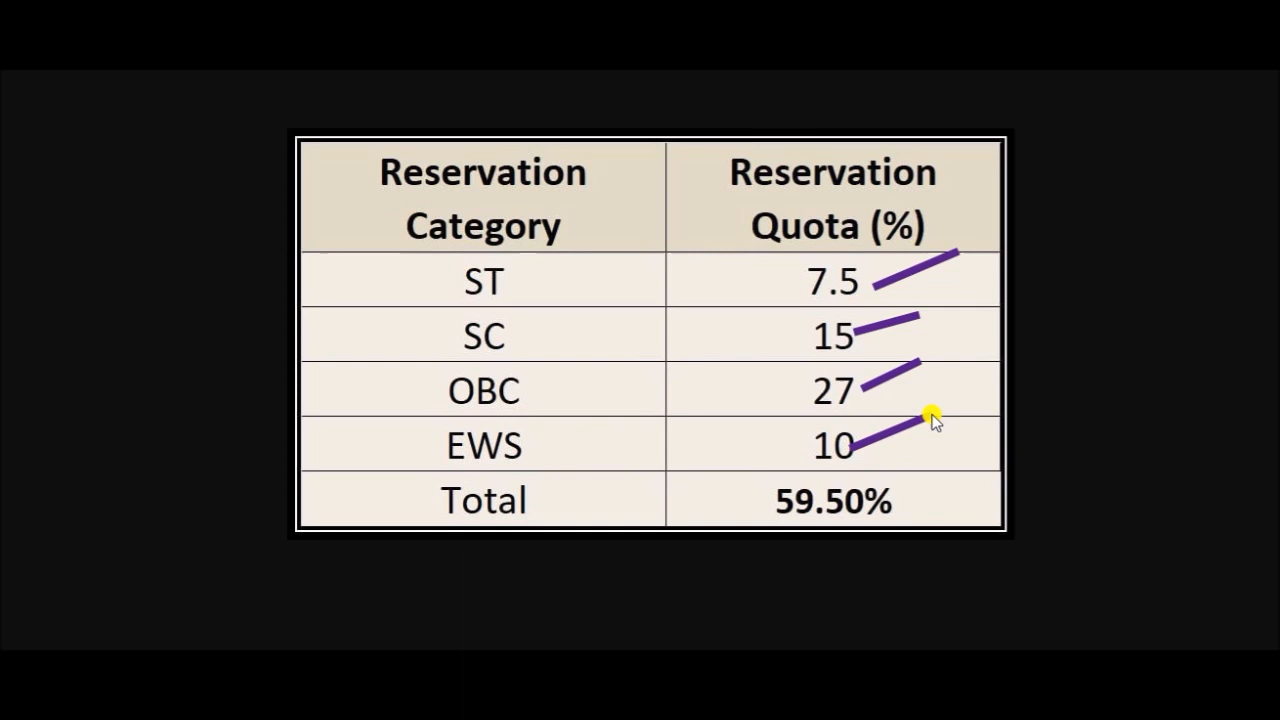 Reservation Category
Reservation Quota (%)
ST 7.5
SC 15
OBC 27
EWS 10
Total 59.50%